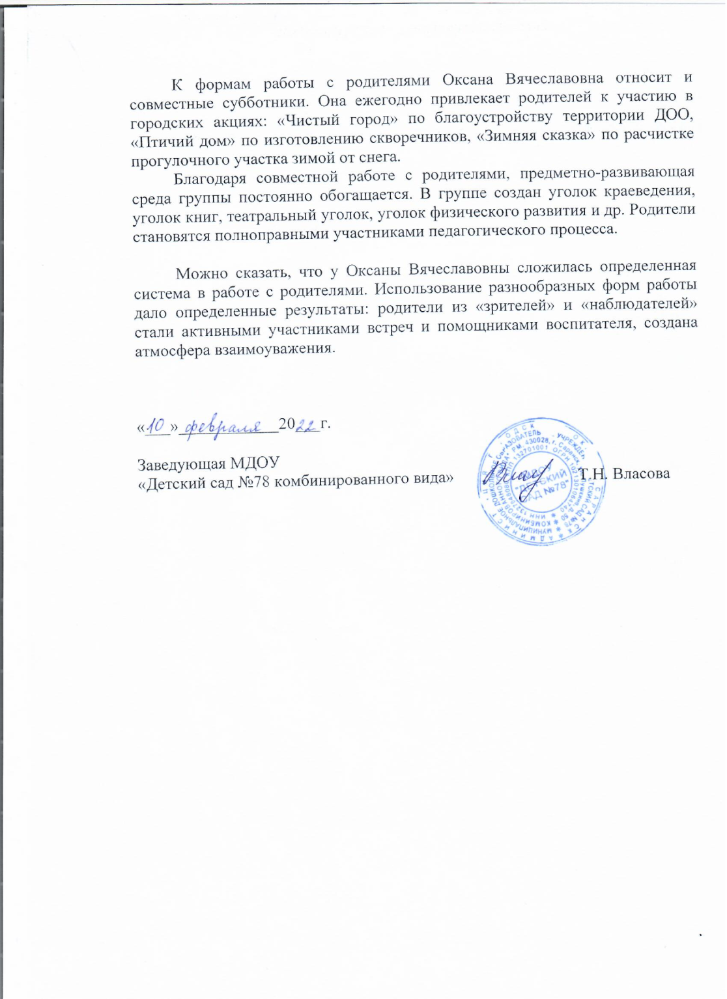 К формам работы с родителями Оксана Вячеславовна относит и
совместные субботники. Она ежегодно привлекает родителей к участию в
городских акциях: «Чистый город» по благоустройству территории ДОО,
«Птичий дом» по изготовлению скворечников, «Зимняя сказка» по расчистке
прогулочного участка зимой от снега.
Благодаря совместной работе с родителями, предметно-развивающая
среда группы постоянно обогащается. В группе создан уголок краеведения,
уголок книг, театральный уголок, уголок физического развития и др. Родители
становятся полноправными участниками педагогического процесса.
Можно сказать, что у Оксаны Вячеславовны сложилась определенная
система в работе с родителями. Использование разнообразных форм работы
дало определенные результаты: родители из «зрителей» и «наблюдателей»
стали активными участниками встреч и помощниками воспитателя, создана
атмосфера взаимоуважения.
«10» февраля 2022 г.
Заведующая МДОУ
«Детский сад №78 комбинированного вида» Т.Н. Власова
"ДЕТСКИЙ
САД №78"